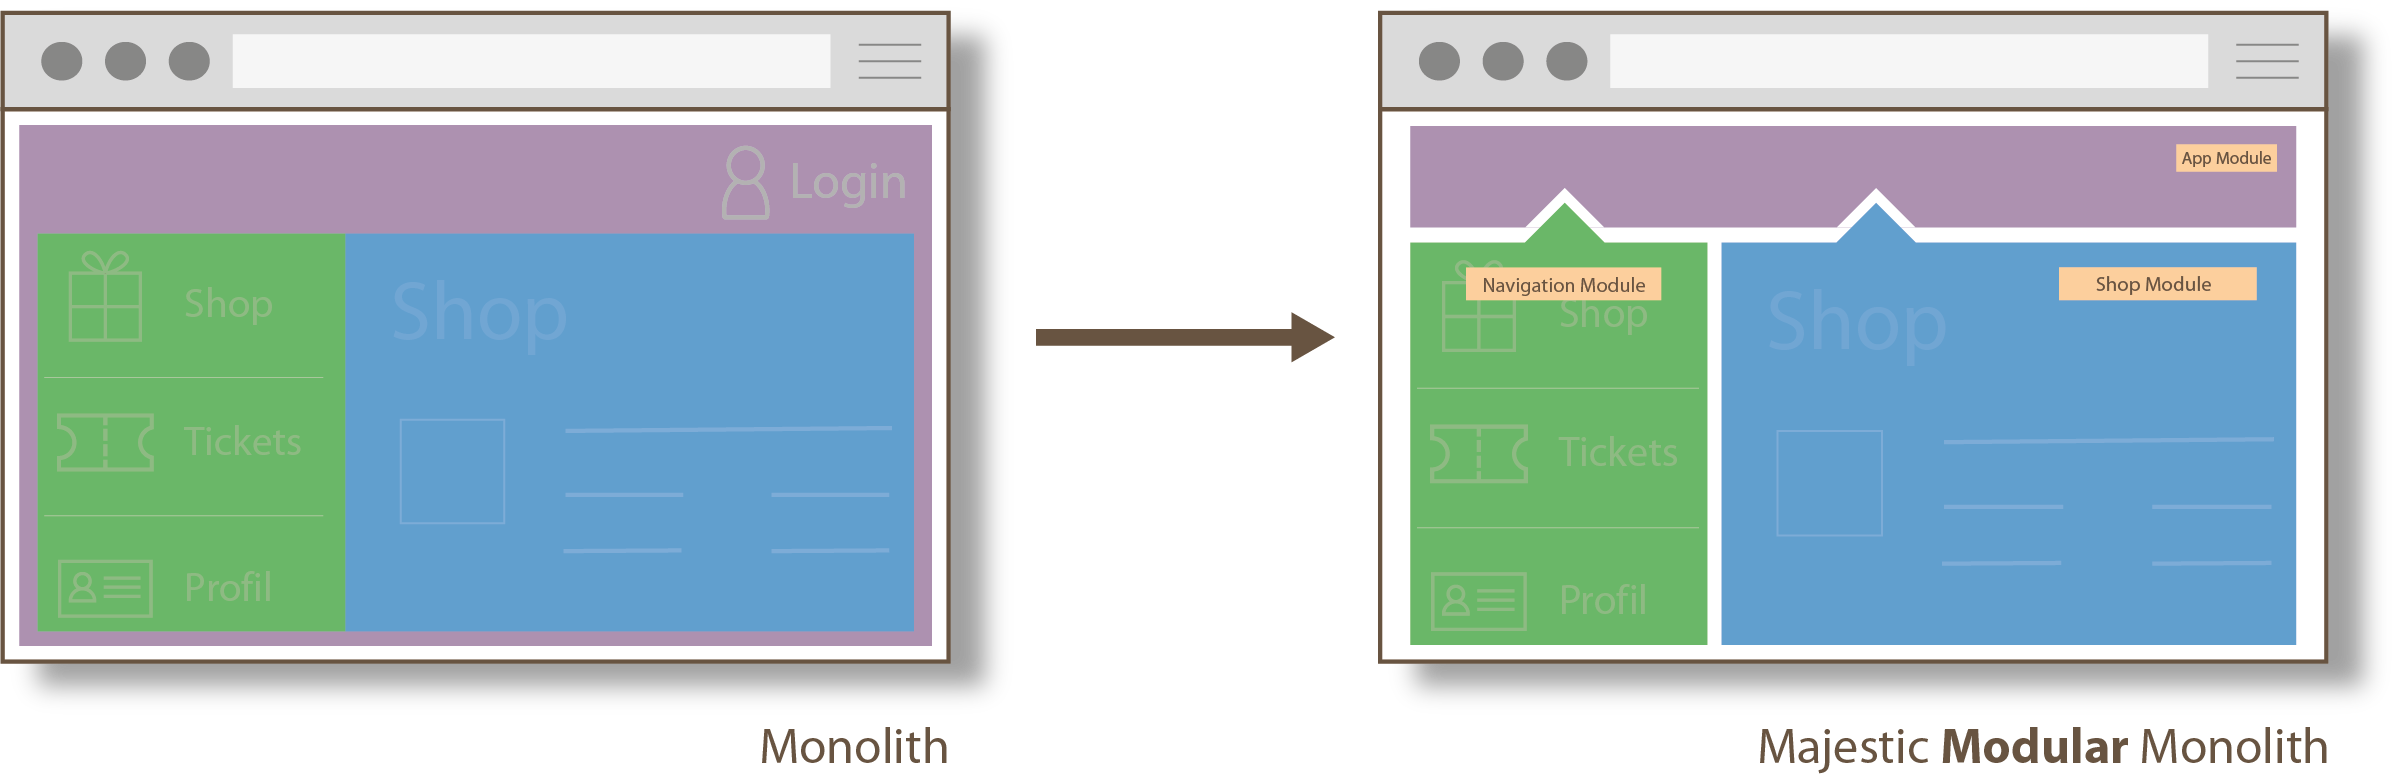 Login
Shop
Shop
Tickets
Profil
Monolith
App Module
Navigation Module
Shop
Shop Module
Shop
Tickets
Profil
Majestic Modular Monolith